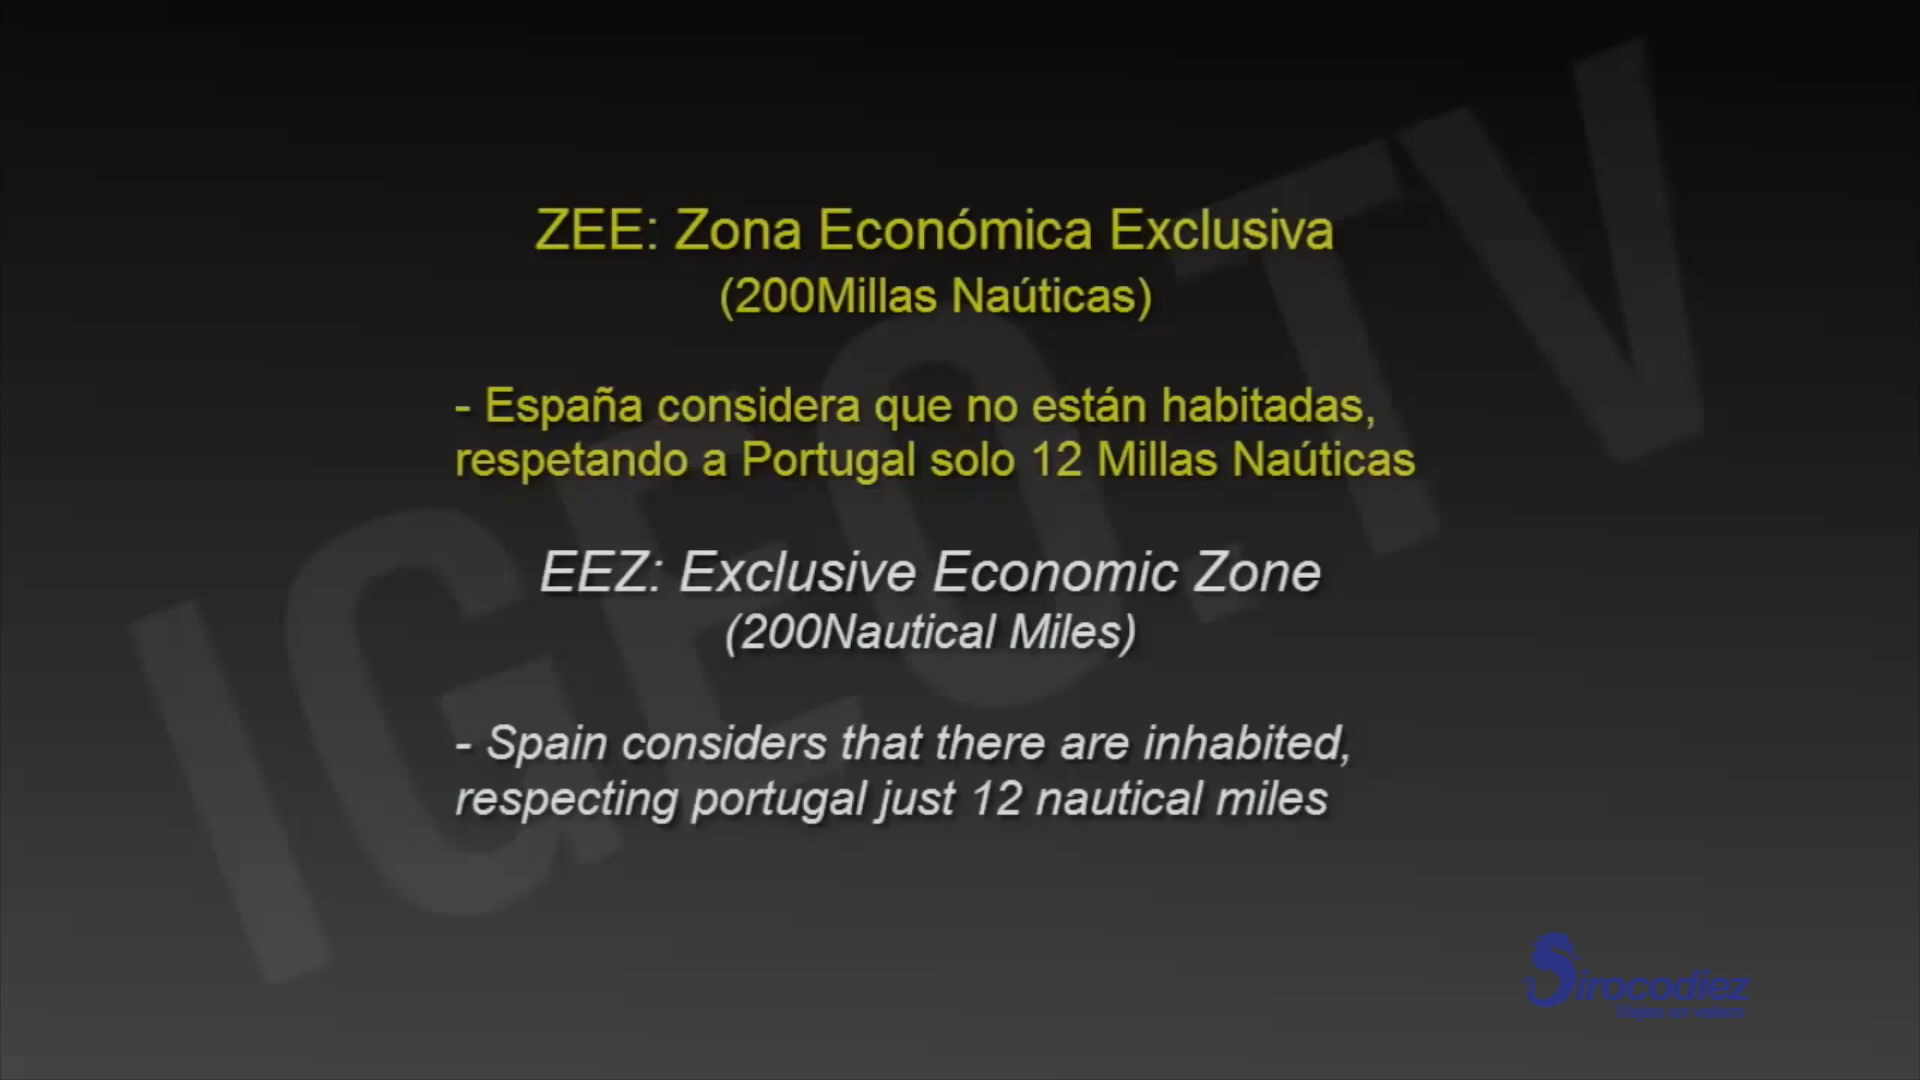 ZEE: Zona Económica Exclusiva
(200Millas Naúticas)
- España considera que no están habitadas,
respetando a Portugal solo 12 Millas Naúticas
EEZ: Exclusive Economic Zone
(200Nautical Miles)
- Spain considers that there are inhabited,
respecting portugal just 12 nautical miles
IGEO.TV
Sirocodiez